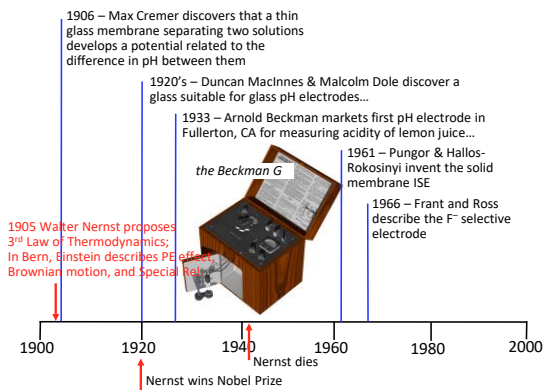 1906 – Max Cremer discovers that a thin
glass membrane separating two solutions
develops a potential related to the
difference in pH between them
1920's – Duncan MacInnes & Malcolm Dole discover a
glass suitable for glass pH electrodes…
1933 – Arnold Beckman markets first pH electrode in
Fullerton, CA for measuring acidity of lemon juice…
the Beckman G
1961 – Pungor & Hallos-
Rokosinyi invent the solid
membrane ISE
1966 – Frant and Ross
describe the F⁻ selective
electrode
1905 Walter Nernst proposes
3rd Law of Thermodynamics;
In Bern, Einstein describes PE effect,
Brownian motion, and Special Rel
1900
1920
1940
1960
1980
2000
Nernst dies
Nernst wins Nobel Prize